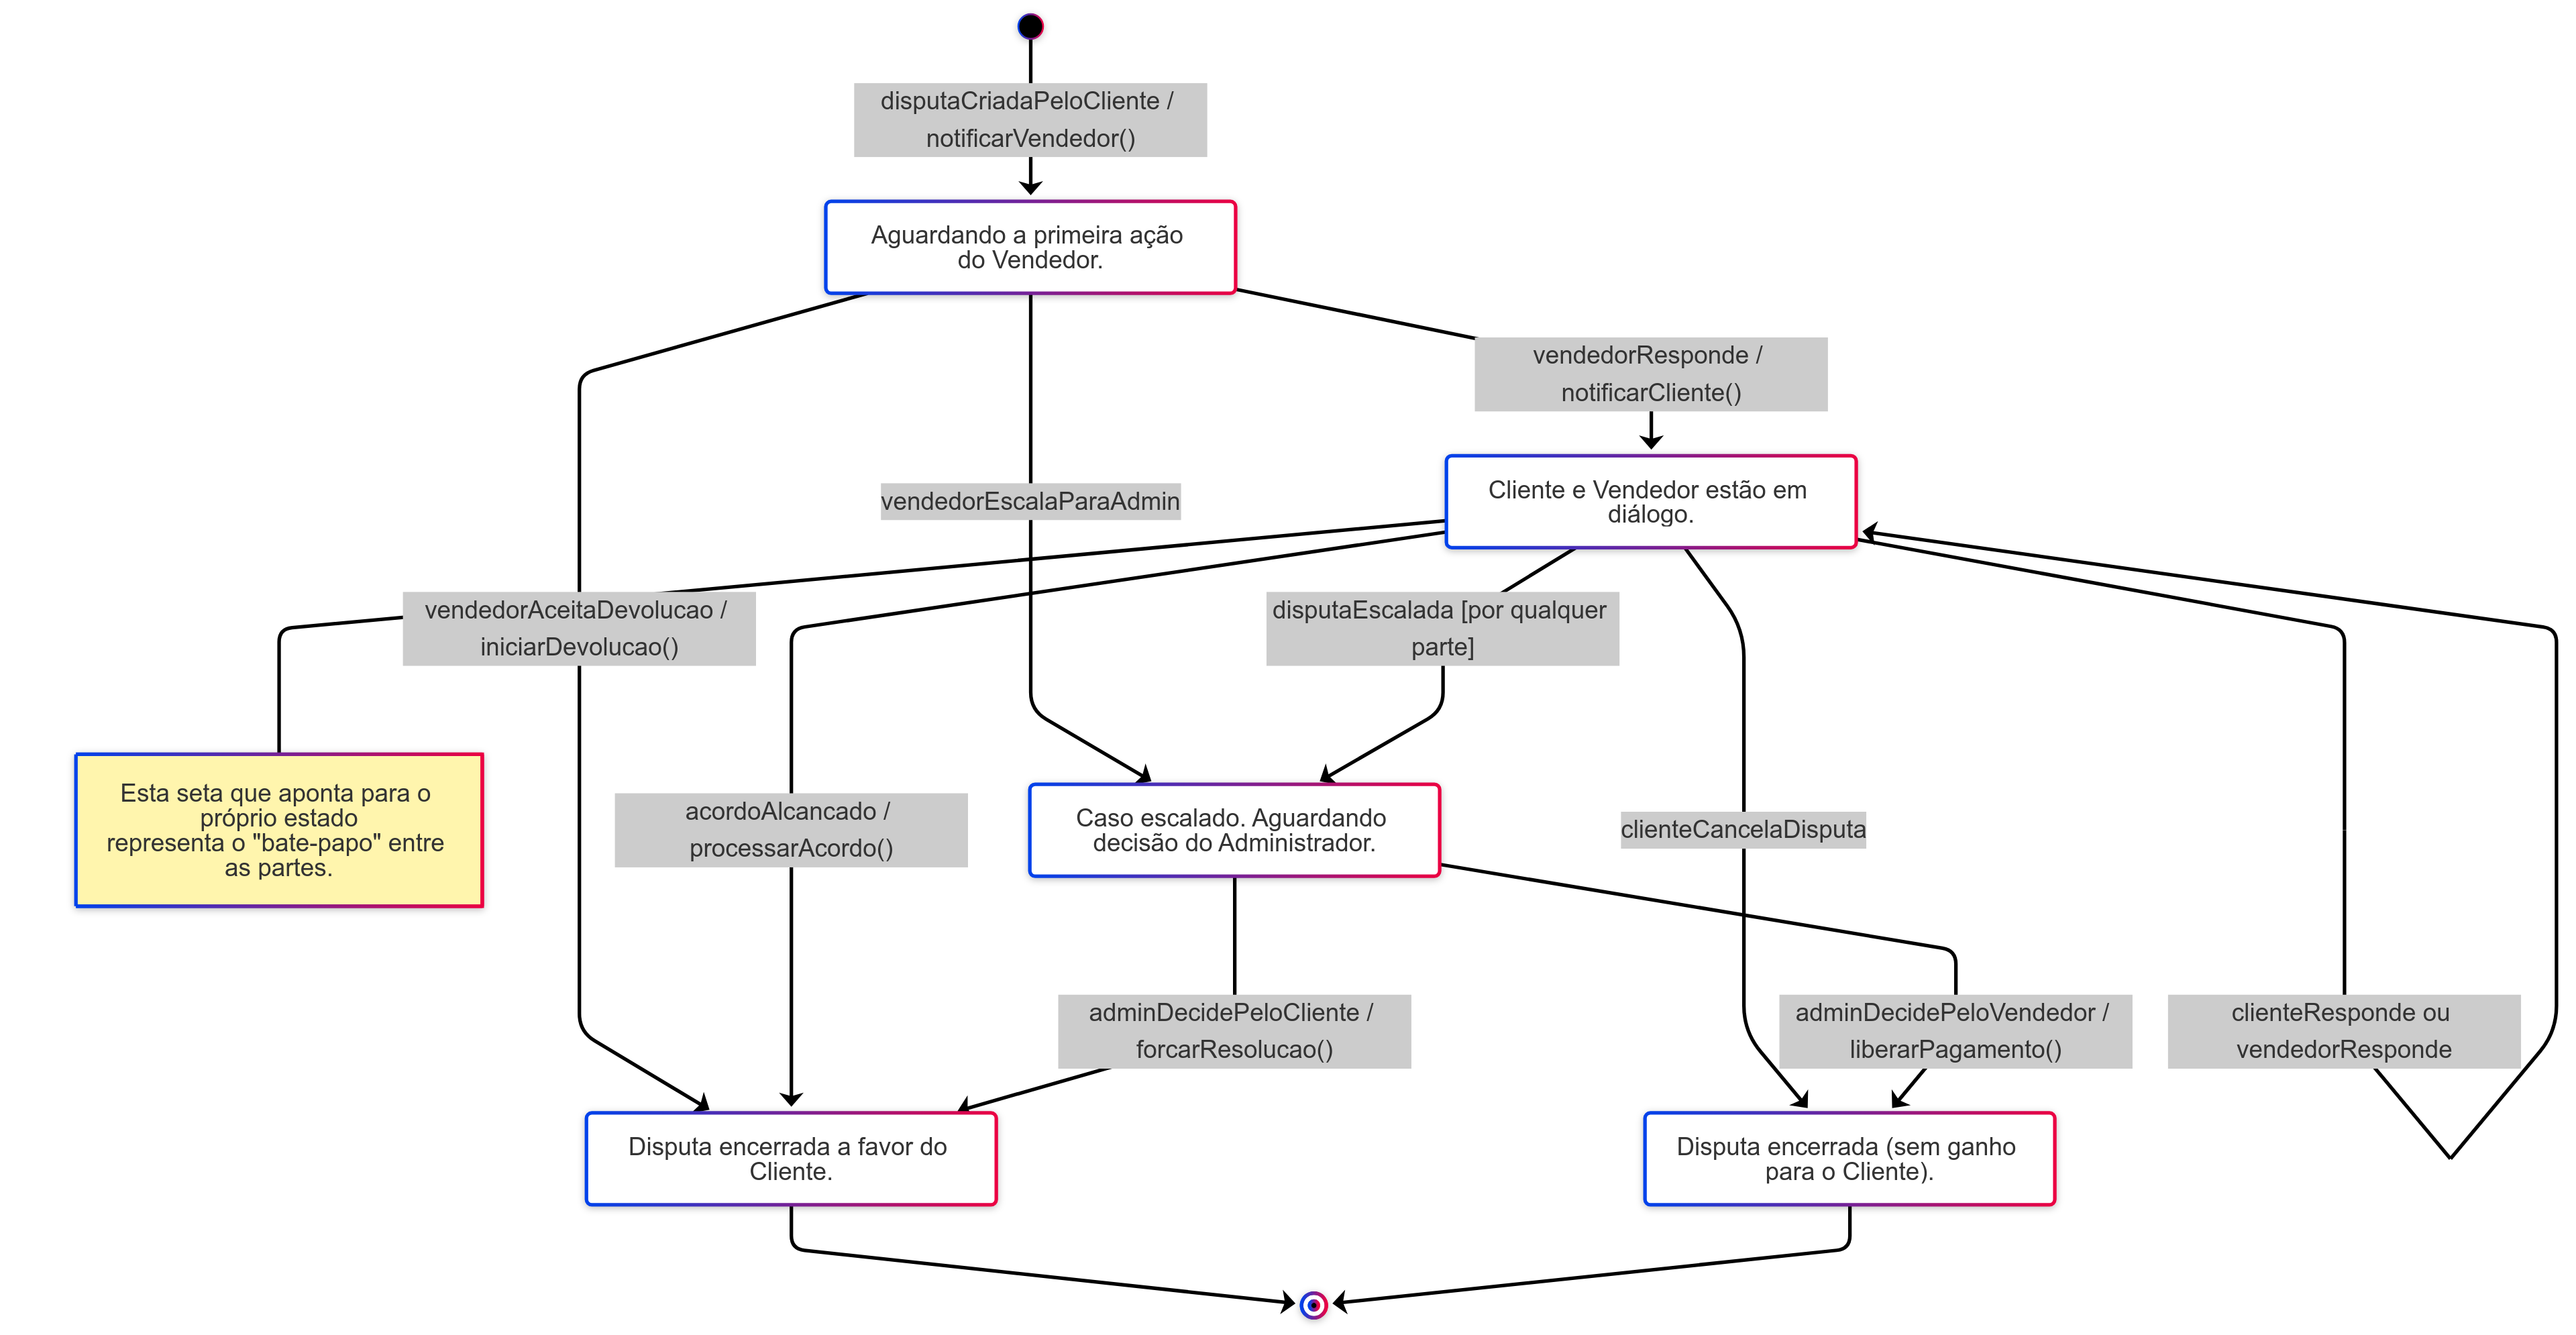 disputaCriadaPeloCliente /
notificarVendedor()
Aguardando a primeira ação
do Vendedor.
vendedorResponde /
notificarCliente()
vendedorEscalaParaAdmin
Cliente e Vendedor estão em
diálogo.
vendedorAceitaDevolucao /
iniciarDevolucao()
disputaEscalada [por qualquer
parte]
Esta seta que aponta para o
próprio estado
representa o "bate-papo" entre
as partes.
acordoAlcancado /
processarAcordo()
Caso escalado. Aguardando
decisão do Administrador.
clienteCancelaDisputa
adminDecidePeloCliente /
forcarResolucao()
adminDecidePeloVendedor /
liberarPagamento()
clienteResponde ou
vendedorResponde
Disputa encerrada a favor do
Cliente.
Disputa encerrada (sem ganho
para o Cliente).